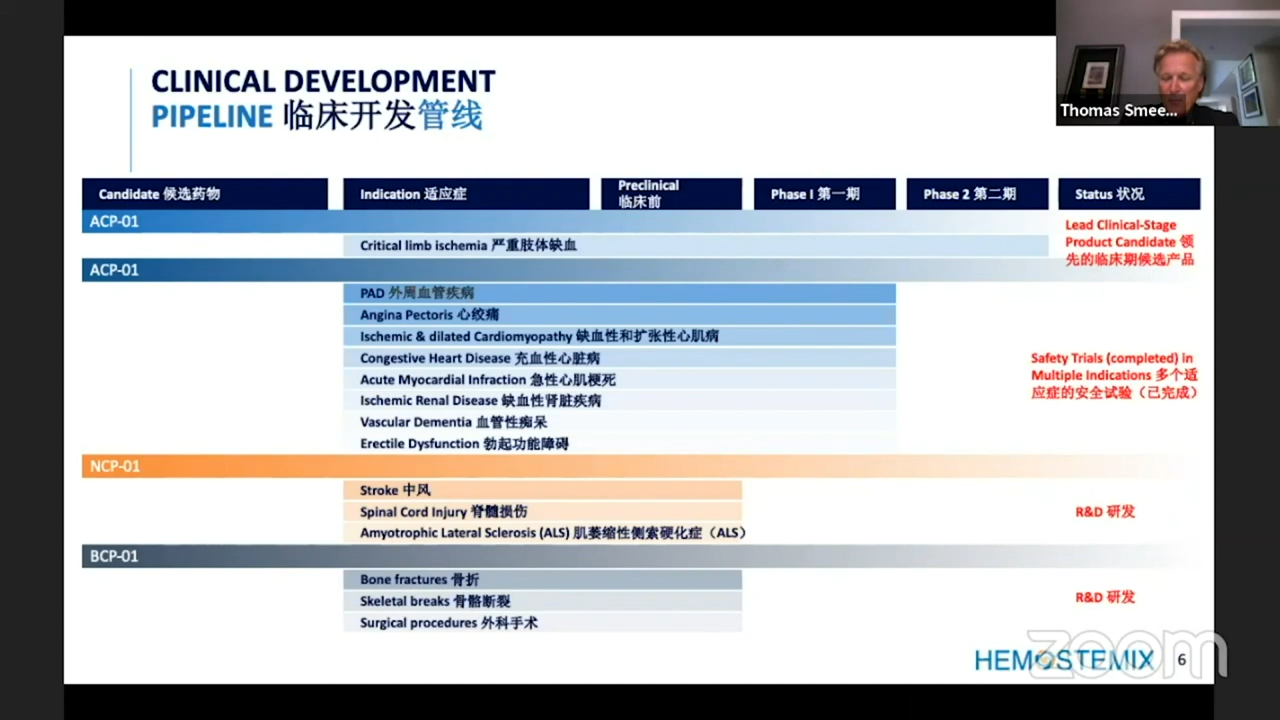 CLINICAL DEVELOPMENT
PIPELINE 临床开发管线
Thomas Smee...
Candidate 候选药物
Indication 适应症
Preclinical
临床前
Phase I 第一期
Phase 2 第二期
Status 状况
ACP-01
Critical limb ischemia 严重肢体缺血
Lead Clinical-Stage
Product Candidate 领
先的临床期候选产品
ACP-01
PAD 外周血管疾病
Angina Pectoris 心绞痛
Ischemic & dilated Cardiomyopathy 缺血性和扩张性心肌病
Congestive Heart Disease 充血性心脏病
Acute Myocardial Infraction 急性心肌梗死
Ischemic Renal Disease 缺血性肾脏疾病
Vascular Dementia 血管性痴呆
Erectile Dysfunction 勃起功能障碍
Safety Trials (completed) in
Multiple Indications 多个适
应症的安全试验（已完成）
NCP-01
Stroke 中风
Spinal Cord Injury 脊髓损伤
Amyotrophic Lateral Sclerosis (ALS) 肌萎缩性侧索硬化症（ALS）
R&D 研发
BCP-01
Bone fractures 骨折
Skeletal breaks 骨骼断裂
Surgical procedures 外科手术
R&D 研发
HEMOSTEMIX
6
zoom